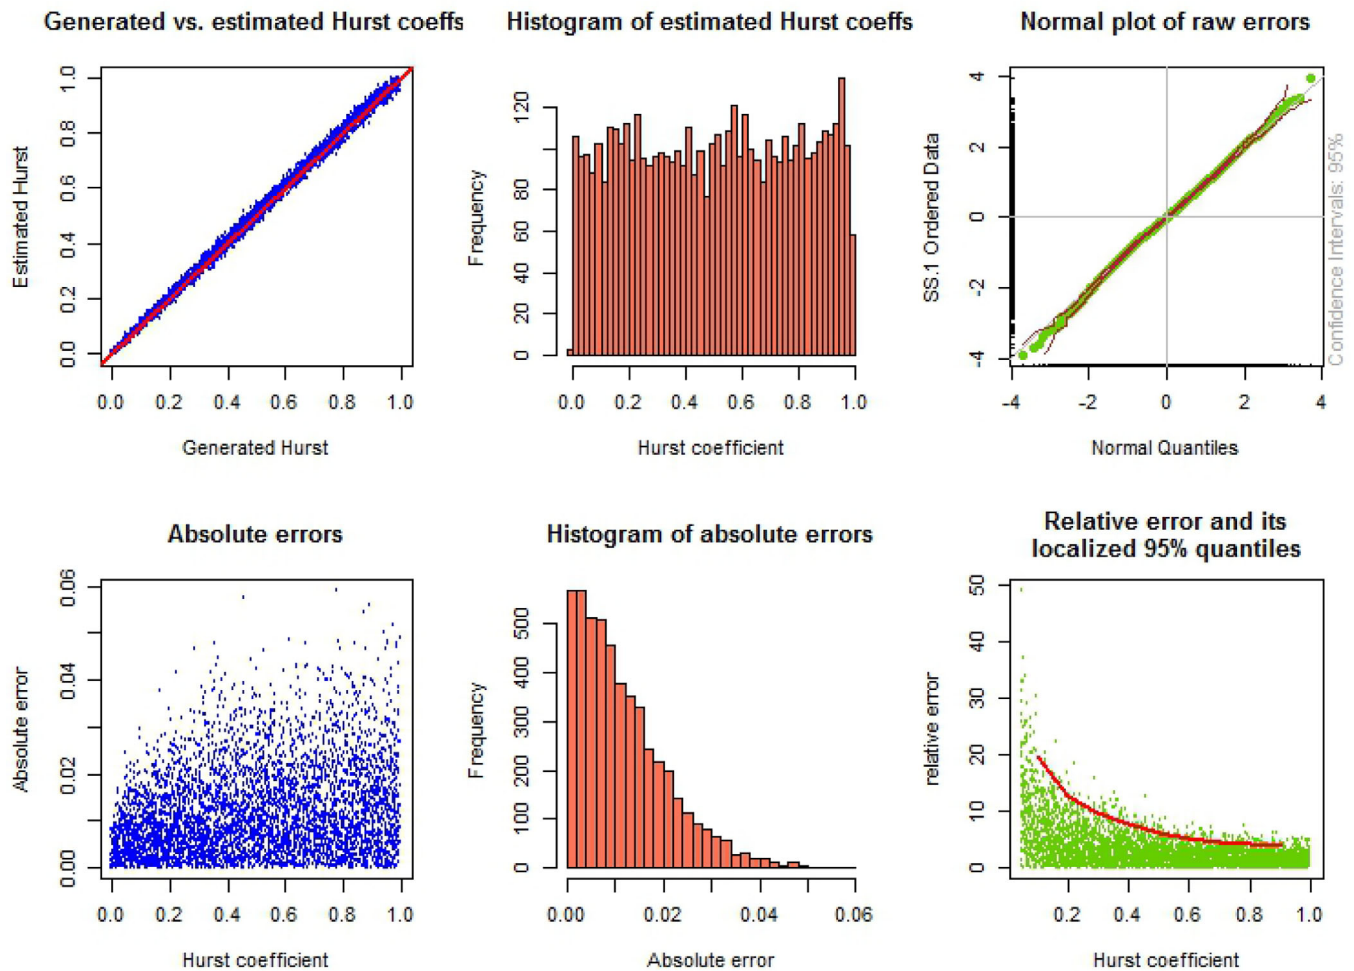 Generated vs. estimated Hurst coeffs
Estimated Hurst
0.0 0.2 0.4 0.6 0.8 1.0
0.0 0.2 0.4 0.6 0.8 1.0
Generated Hurst
Histogram of estimated Hurst coeffs
Frequency
0 20 40 60 80 120
0.0 0.2 0.4 0.6 0.8 1.0
Hurst coefficient
Normal plot of raw errors
SS.1 Ordered Data
-4 -2 0 2 4
-4 -2 0 2 4
Normal Quantiles
Confidence Intervals: 95%
Absolute errors
Absolute error
0.00 0.02 0.04 0.06
0.0 0.2 0.4 0.6 0.8 1.0
Hurst coefficient
Histogram of absolute errors
Frequency
0 100 200 300 400 500
0.00 0.02 0.04 0.06
Absolute error
Relative error and its
localized 95% quantiles
relative error
0 10 20 30 40 50
0.2 0.4 0.6 0.8 1.0
Hurst coefficient